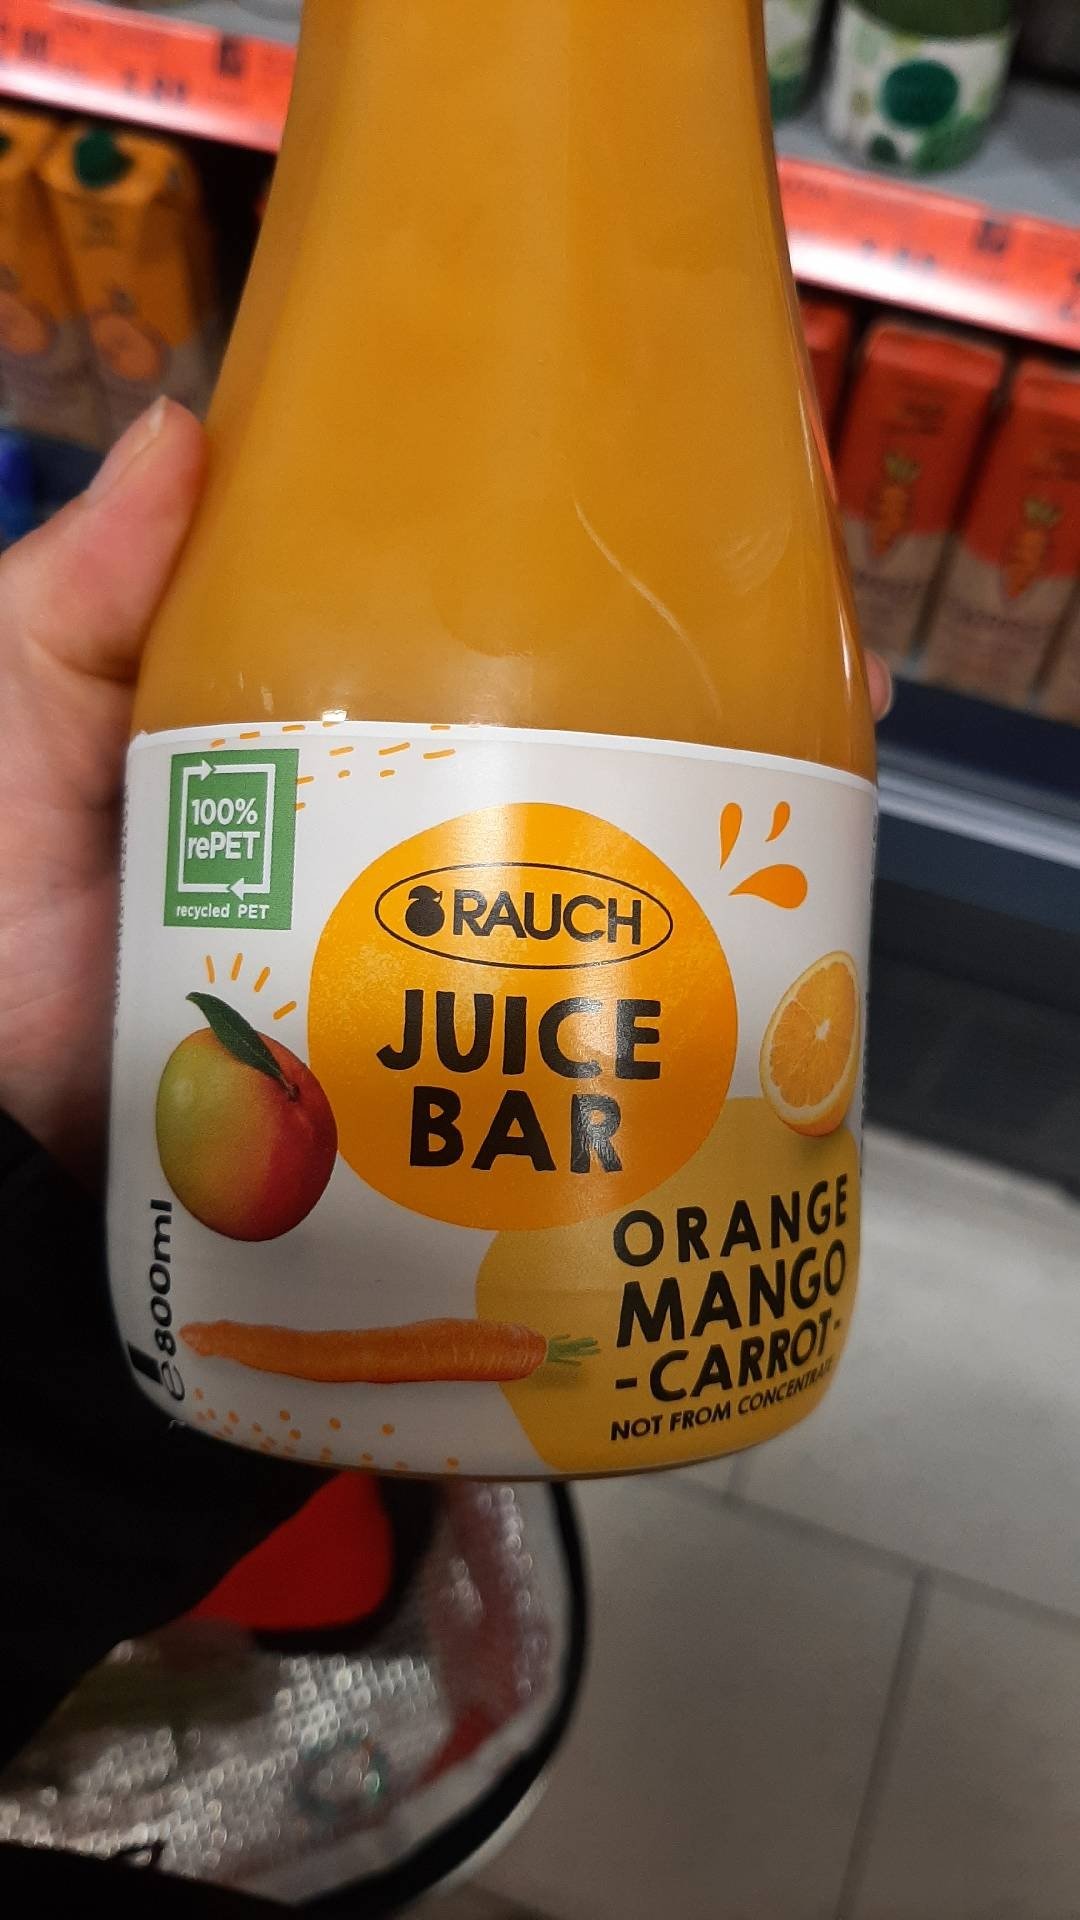 100%
rePET
recycled PET
RAUCH
JUICE
BAR
ORANGE
MANGO
-CARROT-
NOT FROM CONCENTRATE
℮800ml